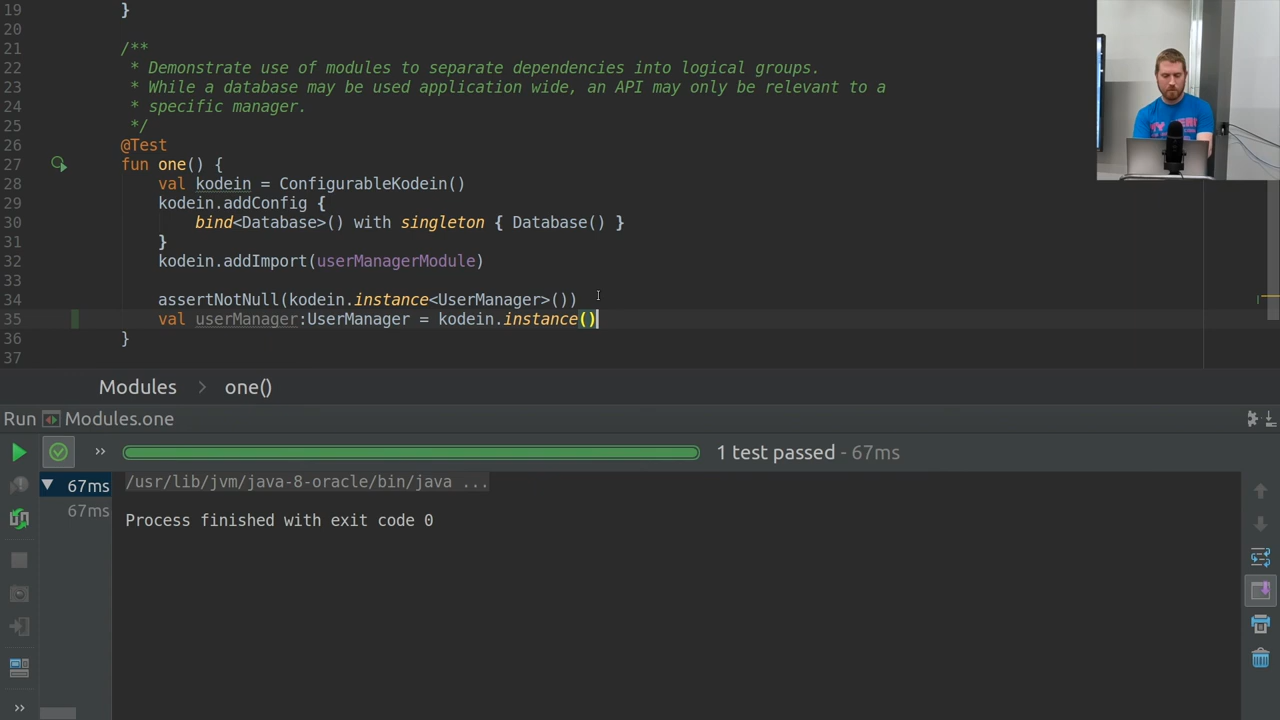 19 }
20
21 /**
22 * Demonstrate use of modules to separate dependencies into logical groups.
23 * While a database may be used application wide, an API may only be relevant to a
24 * specific manager.
25 */
26 @Test
27 fun one() {
28 val kodein = ConfigurableKodein()
29 kodein.addConfig {
30 bind<Database>() with singleton { Database() }
31 }
32 kodein.addImport(userManagerModule)
33
34 assertNotNull(kodein.instance<UserManager>())
35 val userManager:UserManager = kodein.instance()
36 }
37
Modules > one()
Run Modules.one
>> 1 test passed - 67ms
67ms /usr/lib/jvm/java-8-oracle/bin/java ...
67ms
Process finished with exit code 0
>>